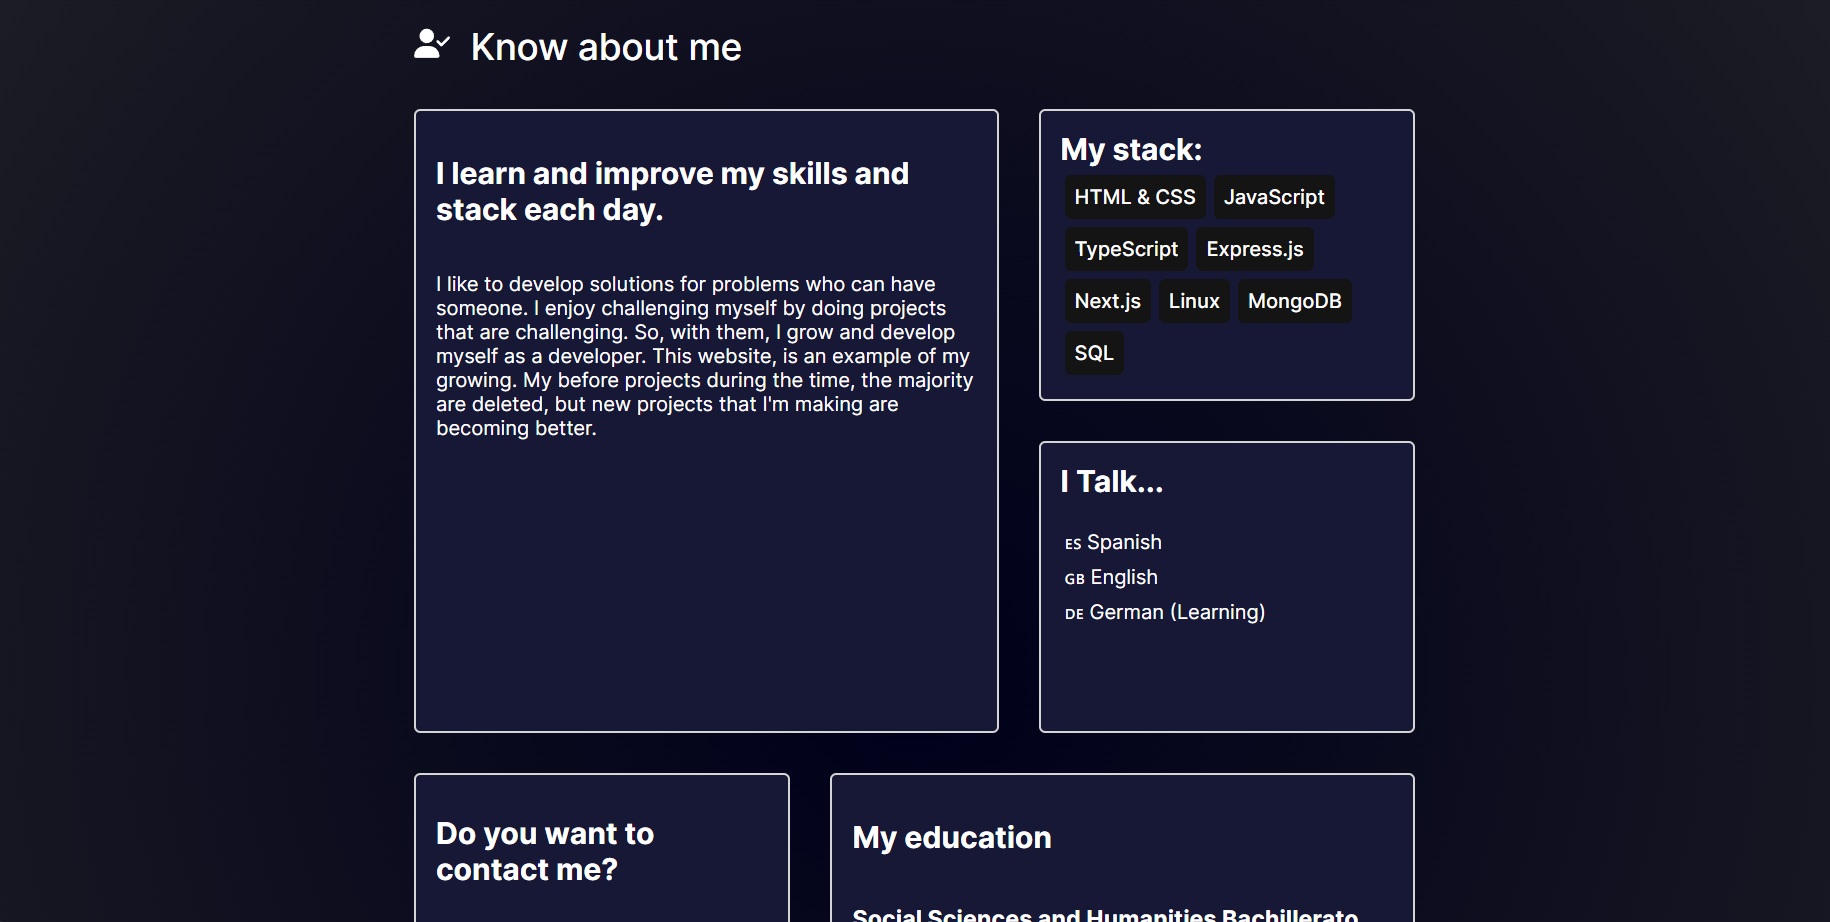 Know about me
I learn and improve my skills and
stack each day.
I like to develop solutions for problems who can have
someone. I enjoy challenging myself by doing projects
that are challenging. So, with them, I grow and develop
myself as a developer. This website, is an example of my
growing. My before projects during the time, the majority
are deleted, but new projects that I'm making are
becoming better.
My stack:
HTML & CSS JavaScript
TypeScript Express.js
Next.js Linux MongoDB
SQL
I Talk...
ES Spanish
GB English
DE German (Learning)
Do you want to
contact me?
My education
Social Sciences and Humanities Bachillerato